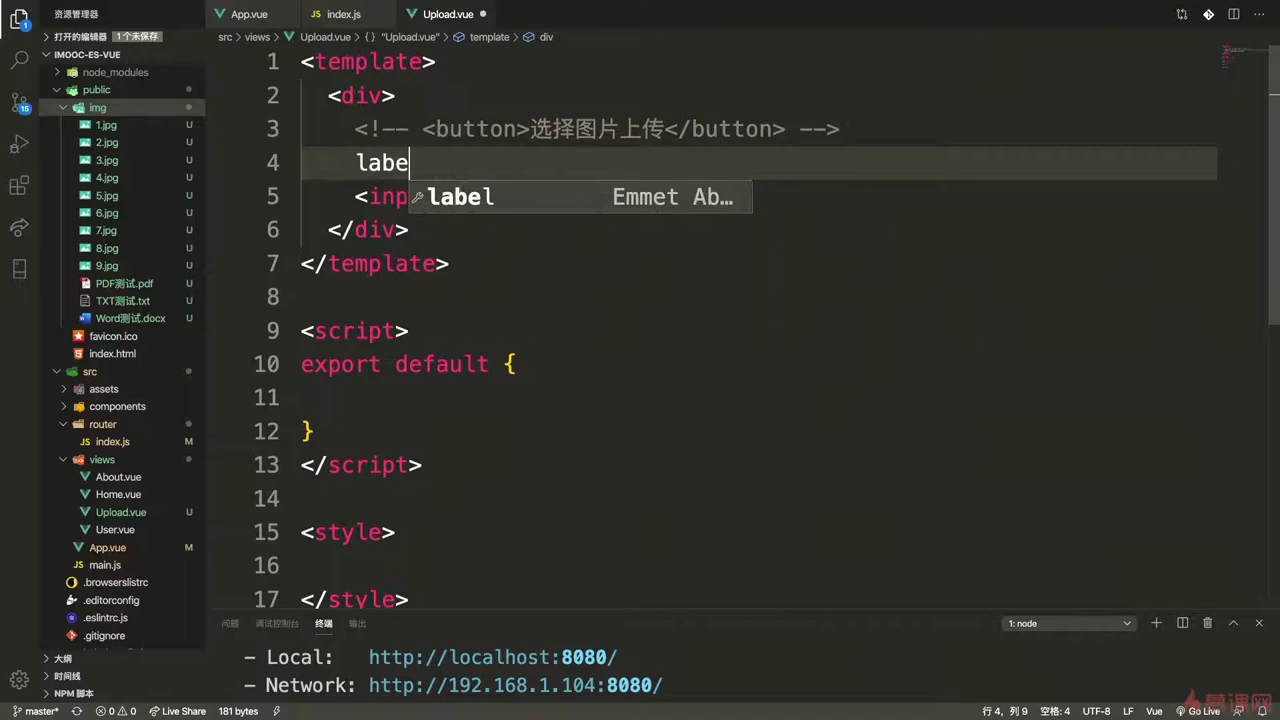 资源管理器
App.vue
index.js
Upload.vue
打开的编辑器 1 个未保存
src > views > Upload.vue > {} "Upload.vue" > template > div
IMOOC-ES-VUE
node_modules
public
img
1.jpg U
2.jpg U
3.jpg U
4.jpg U
5.jpg U
6.jpg U
7.jpg U
8.jpg U
9.jpg U
PDF测试.pdf U
TXT测试.txt U
Word测试.docx U
favicon.ico
index.html
src
assets
components
router
index.js M
views
About.vue
Home.vue
Upload.vue U
User.vue
App.vue M
main.js
.browserslistrc
.editorconfig
.eslintrc.js
.gitignore
大纲
时间线
NPM 脚本
1
15
1 <template>
2 <div>
3 <!-- <button>选择图片上传</button> -->
4 labe
label Emmet Ab…
5 <inp
6 </div>
7 </template>
8
9 <script>
10 export default {
11
12 }
13 </script>
14
15 <style>
16
17 </style>
问题 调试控制台 终端 输出
1: node
- Local: http://localhost:8080/
- Network: http://192.168.1.104:8080/
master* 0 0 Live Share 181 bytes
行 4，列 9 空格: 4 UTF-8 LF Vue Go Live
慕课网